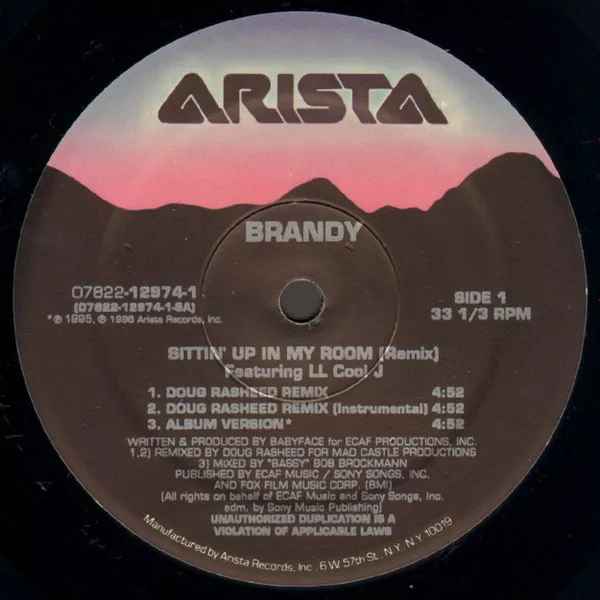 ARISTA
BRANDY
07822-12974-1
(07822-12974-1-SA)
* ℗ 1995, ℗ 1996 Arista Records, Inc.
SIDE 1
33 1/3 RPM
SITTIN' UP IN MY ROOM (Remix)
Featuring LL Cool J
1. DOUG RASHEED REMIX 4:52
2. DOUG RASHEED REMIX (Instrumental) 4:52
3. ALBUM VERSION* 4:52
WRITTEN & PRODUCED BY BABYFACE for ECAF PRODUCTIONS, INC.
1,2) REMIXED BY DOUG RASHEED FOR MAD CASTLE PRODUCTIONS
3) MIXED BY "BASSY" BOB BROCKMANN
PUBLISHED BY ECAF MUSIC / SONY SONGS, INC.
AND FOX FILM MUSIC CORP. (BMI)
(All rights on behalf of ECAF Music and Sony Songs, Inc.
adm. by Sony Music Publishing)
UNAUTHORIZED DUPLICATION IS A
VIOLATION OF APPLICABLE LAWS
Manufactured by Arista Records, Inc., 6 W. 57th St., N.Y., N.Y. 10019